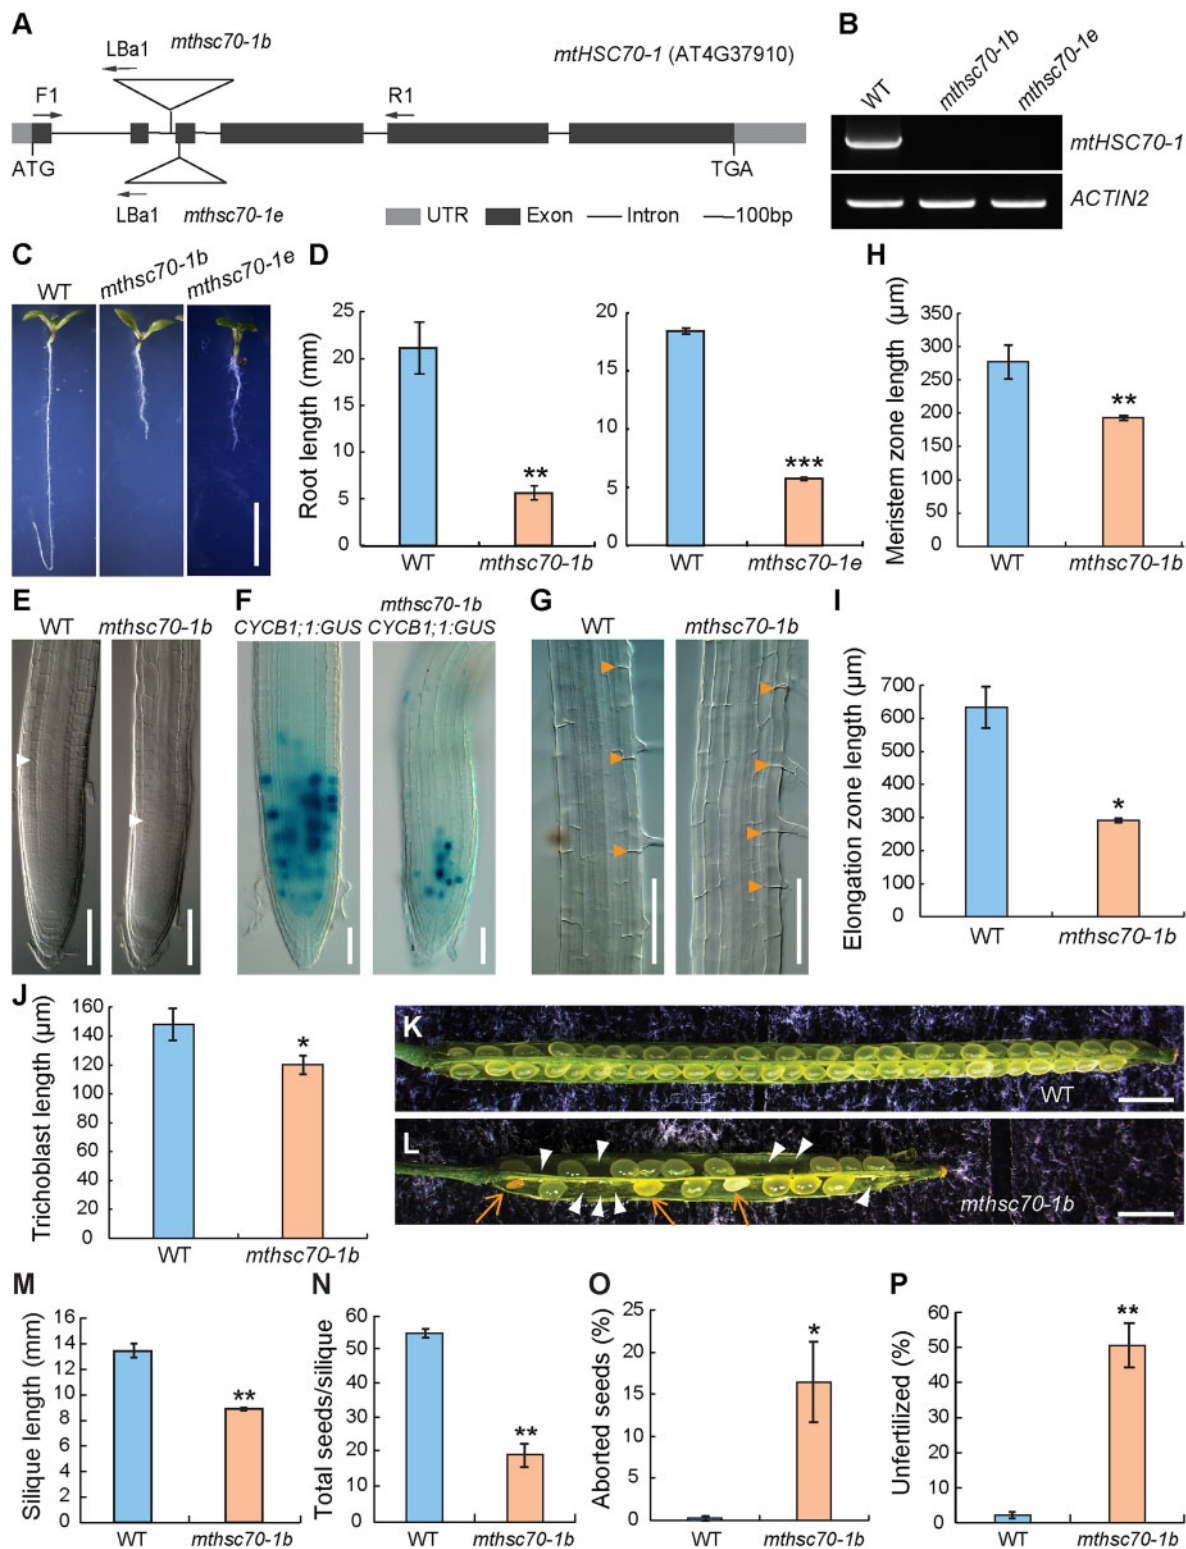 A
mthsc70-1b
LBa1
mtHSC70-1 (AT4G37910)
F1
R1
ATG
TGA
LBa1
mthsc70-1e
UTR
Exon
Intron
100bp
B
WT
mthsc70-1b
mthsc70-1e
mtHSC70-1
ACTIN2
C
WT
mthsc70-1b
mthsc70-1e
D
Root length (mm)
25
20
15
10
5
0
**
WT
mthsc70-1b
20
15
10
5
0
***
WT
mthsc70-1e
H
Meristem zone length (µm)
350
300
250
200
150
100
50
0
**
WT
mthsc70-1b
E
WT
mthsc70-1b
F
CYCB1;1:GUS
mthsc70-1b
CYCB1;1:GUS
G
WT
mthsc70-1b
I
Elongation zone length (µm)
700
600
500
400
300
200
100
0
*
WT
mthsc70-1b
J
Trichoblast length (µm)
160
140
120
100
80
60
40
20
0
*
WT
mthsc70-1b
K
WT
L
mthsc70-1b
M
Silique length (mm)
16
14
12
10
8
6
4
2
0
**
WT
mthsc70-1b
N
Total seeds/silique
60
50
40
30
20
10
0
**
WT
mthsc70-1b
O
Aborted seeds (%)
25
20
15
10
5
0
*
WT
mthsc70-1b
P
Unfertilized (%)
60
50
40
30
20
10
0
**
WT
mthsc70-1b